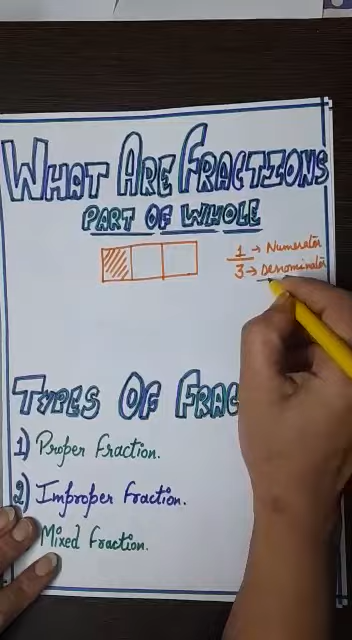 WHAT ARE FRACTIONS
PART OF WHOLE
1 → Numerator
3 → Denominator
TYPES OF FRAC
1) Proper Fraction.
2) Improper Fraction.
Mixed Fraction.